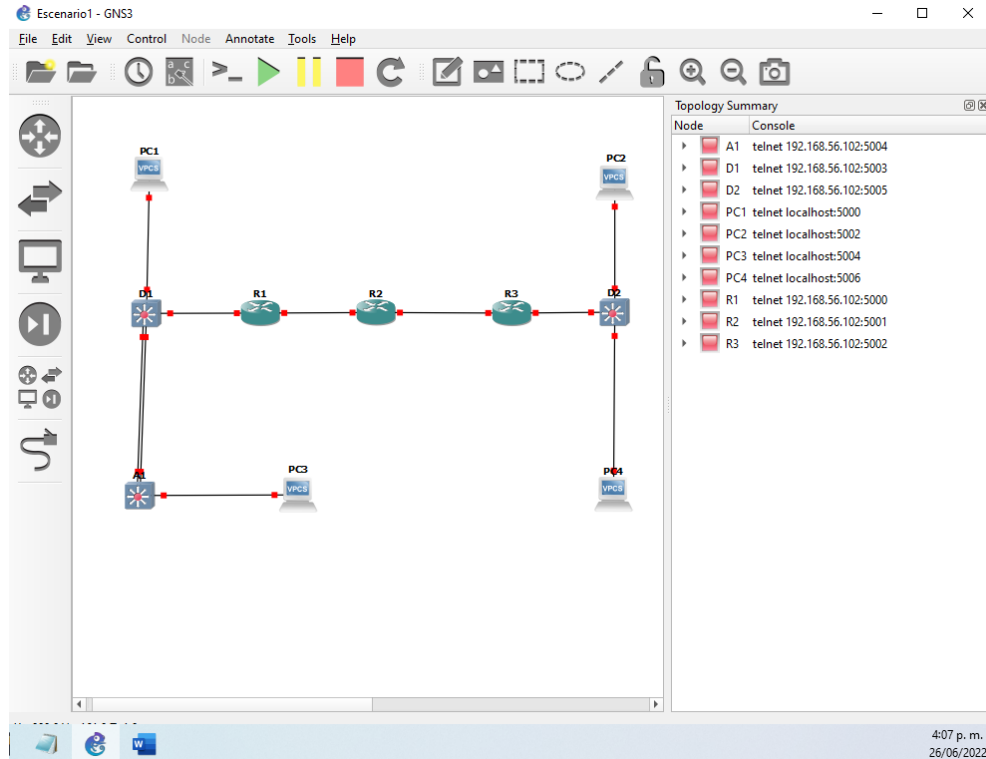 Escenario1 - GNS3
File Edit View Control Node Annotate Tools Help
Topology Summary
Node Console
A1 telnet 192.168.56.102:5004
D1 telnet 192.168.56.102:5003
D2 telnet 192.168.56.102:5005
PC1 telnet localhost:5000
PC2 telnet localhost:5002
PC3 telnet localhost:5004
PC4 telnet localhost:5006
R1 telnet 192.168.56.102:5000
R2 telnet 192.168.56.102:5001
R3 telnet 192.168.56.102:5002
PC1
VPCS
PC2
VPCS
D1
R1
R2
R3
D2
A1
PC3
VPCS
PC4
VPCS
4:07 p. m.
26/06/2022